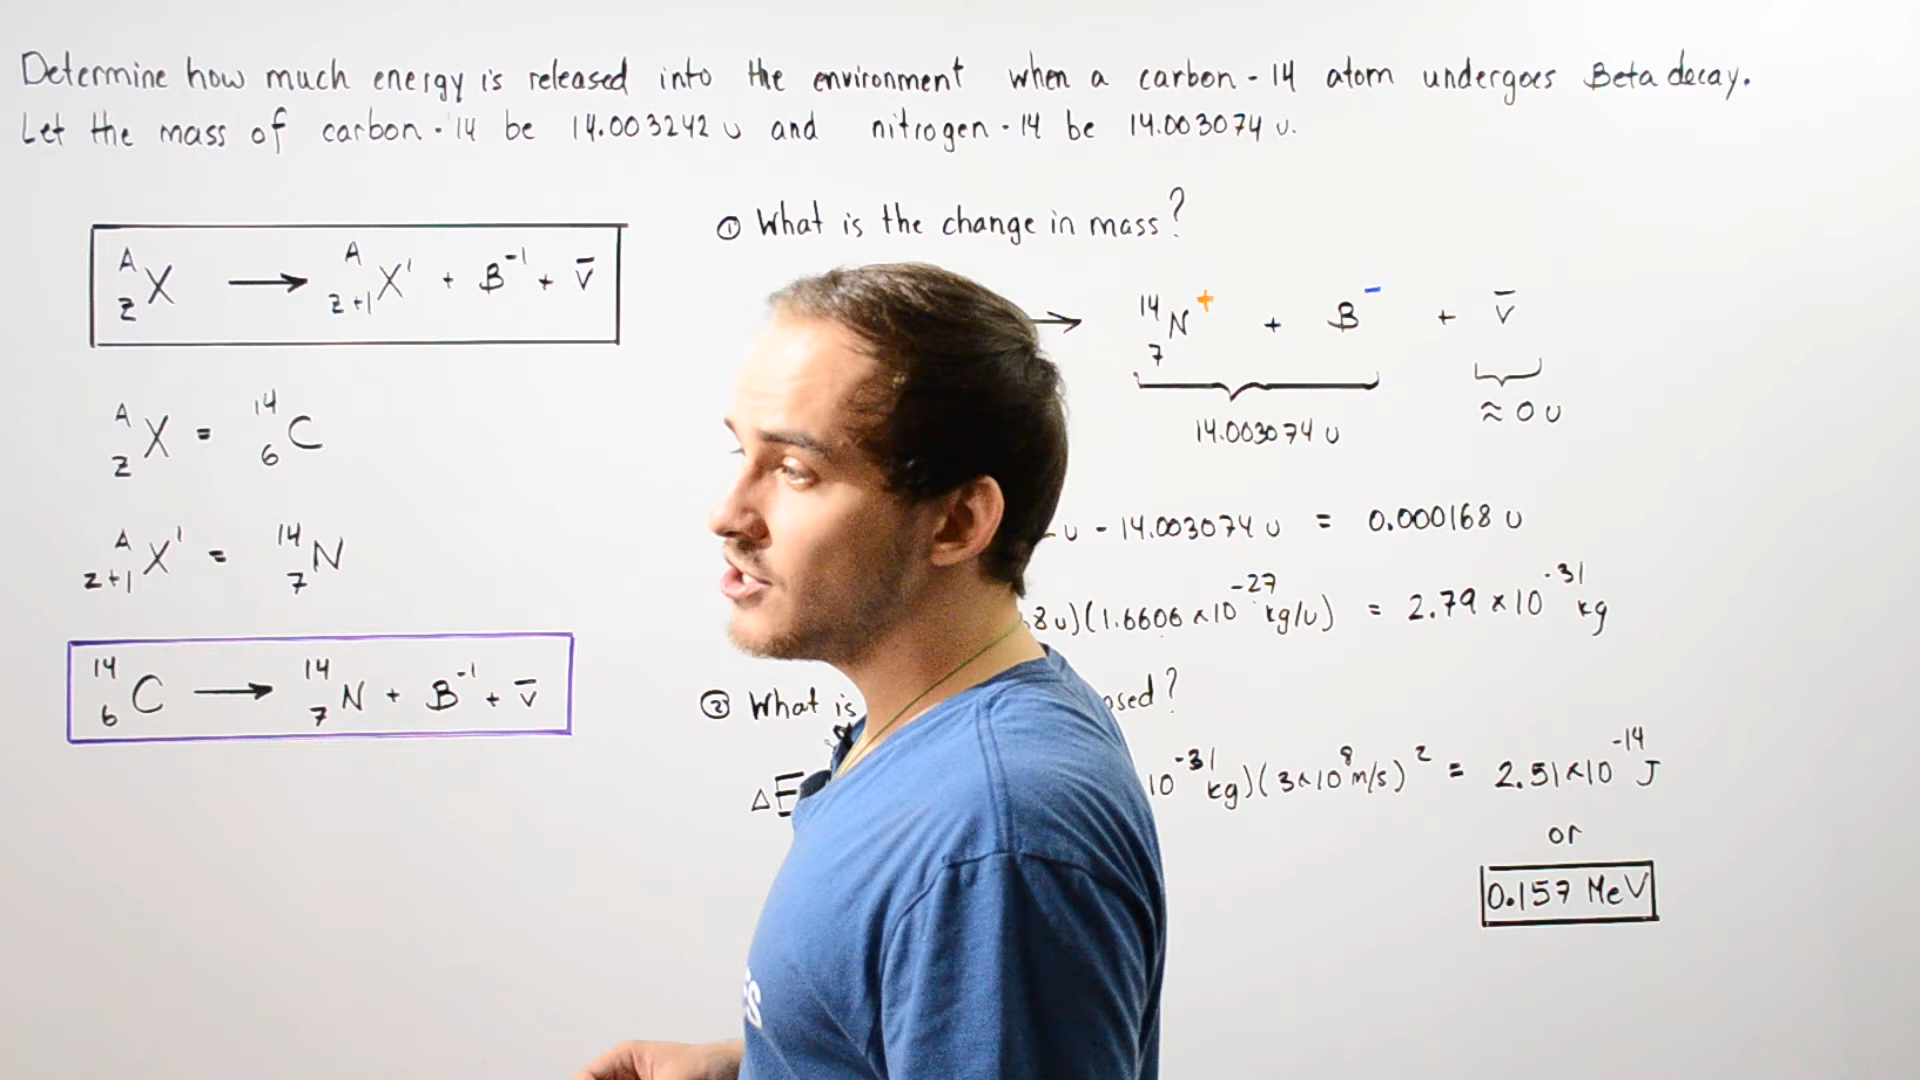 Determine how much energy is released into the environment when a carbon-14 atom undergoes Beta decay.
Let the mass of carbon-14 be 14.003242 u and nitrogen-14 be 14.003074 u.
A Z X → A Z+1 X' + B -1 + ν̅
A Z X = 14 6 C
A Z+1 X' = 14 7 N
14 6 C → 14 7 N + B -1 + ν̅
① What is the change in mass?
→ 14 7 N + + B - + ν̅
14.003074 u ≈ 0 u
u - 14.003074 u = 0.000168 u
8u)(1.6606 x 10 -27 kg/u) = 2.79 x 10 -31 kg
② What is
ΔE 10 -31 kg)(3x10 8 m/s) 2 = 2.51 x 10 -14 J
or
0.157 MeV